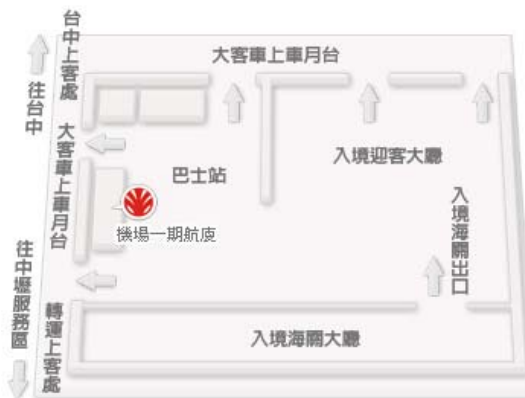 台中上客處
往台中
大客車上車月台
大客車上車月台
入境迎客大廳
巴士站
機場一期航廈
入境海關出口
往中壢服務區
轉運上客處
入境海關大廳